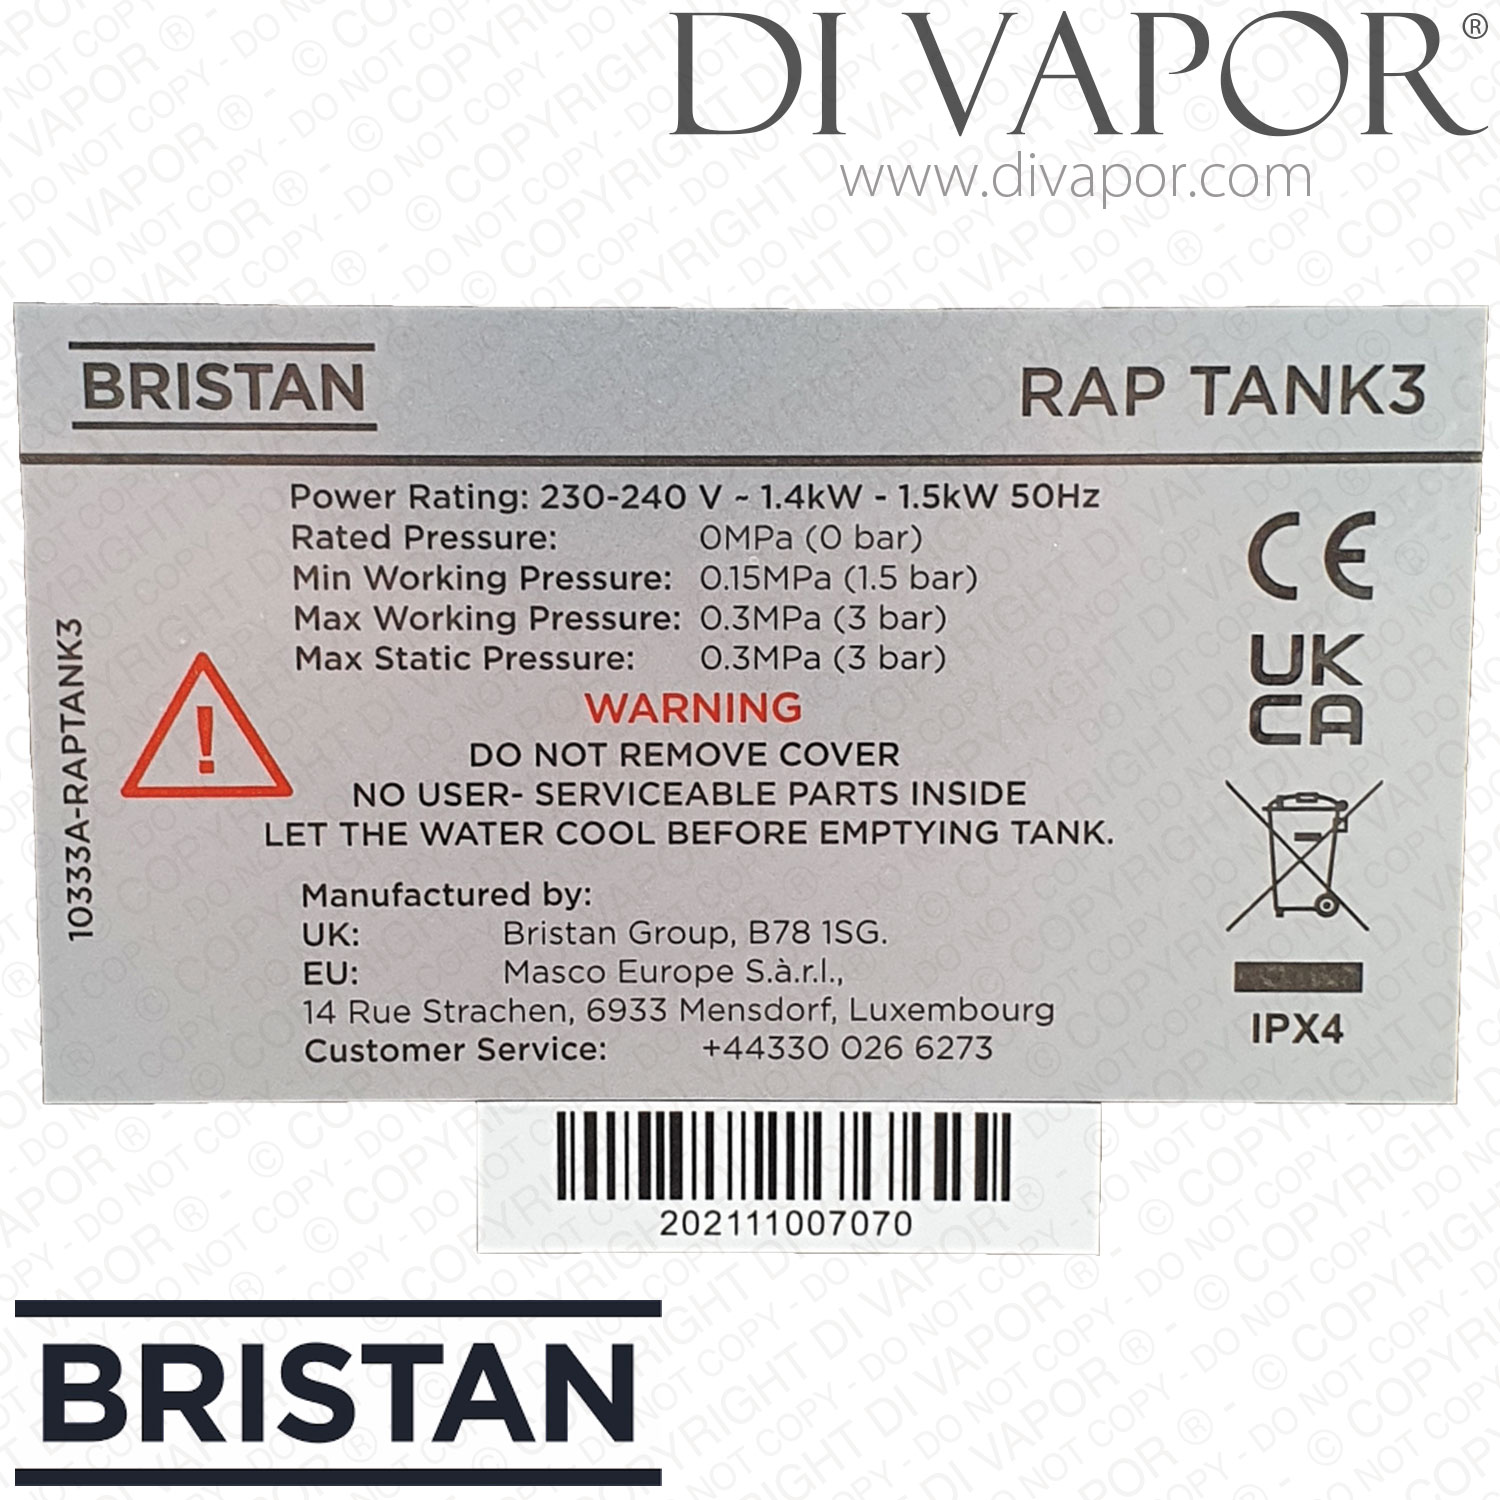 DI VAPOR®
www.divapor.com
BRISTAN
RAP TANK3
Power Rating: 230-240 V ~ 1.4kW - 1.5kW 50Hz
Rated Pressure: 0MPa (0 bar)
Min Working Pressure: 0.15MPa (1.5 bar)
Max Working Pressure: 0.3MPa (3 bar)
Max Static Pressure: 0.3MPa (3 bar)
WARNING
DO NOT REMOVE COVER
NO USER- SERVICEABLE PARTS INSIDE
LET THE WATER COOL BEFORE EMPTYING TANK.
Manufactured by:
UK: Bristan Group, B78 1SG.
EU: Masco Europe S.à.r.l.,
14 Rue Strachen, 6933 Mensdorf, Luxembourg
Customer Service: +44330 026 6273
10333A-RAPTANK3
CE
UK
CA
IPX4
202111007070
BRISTAN